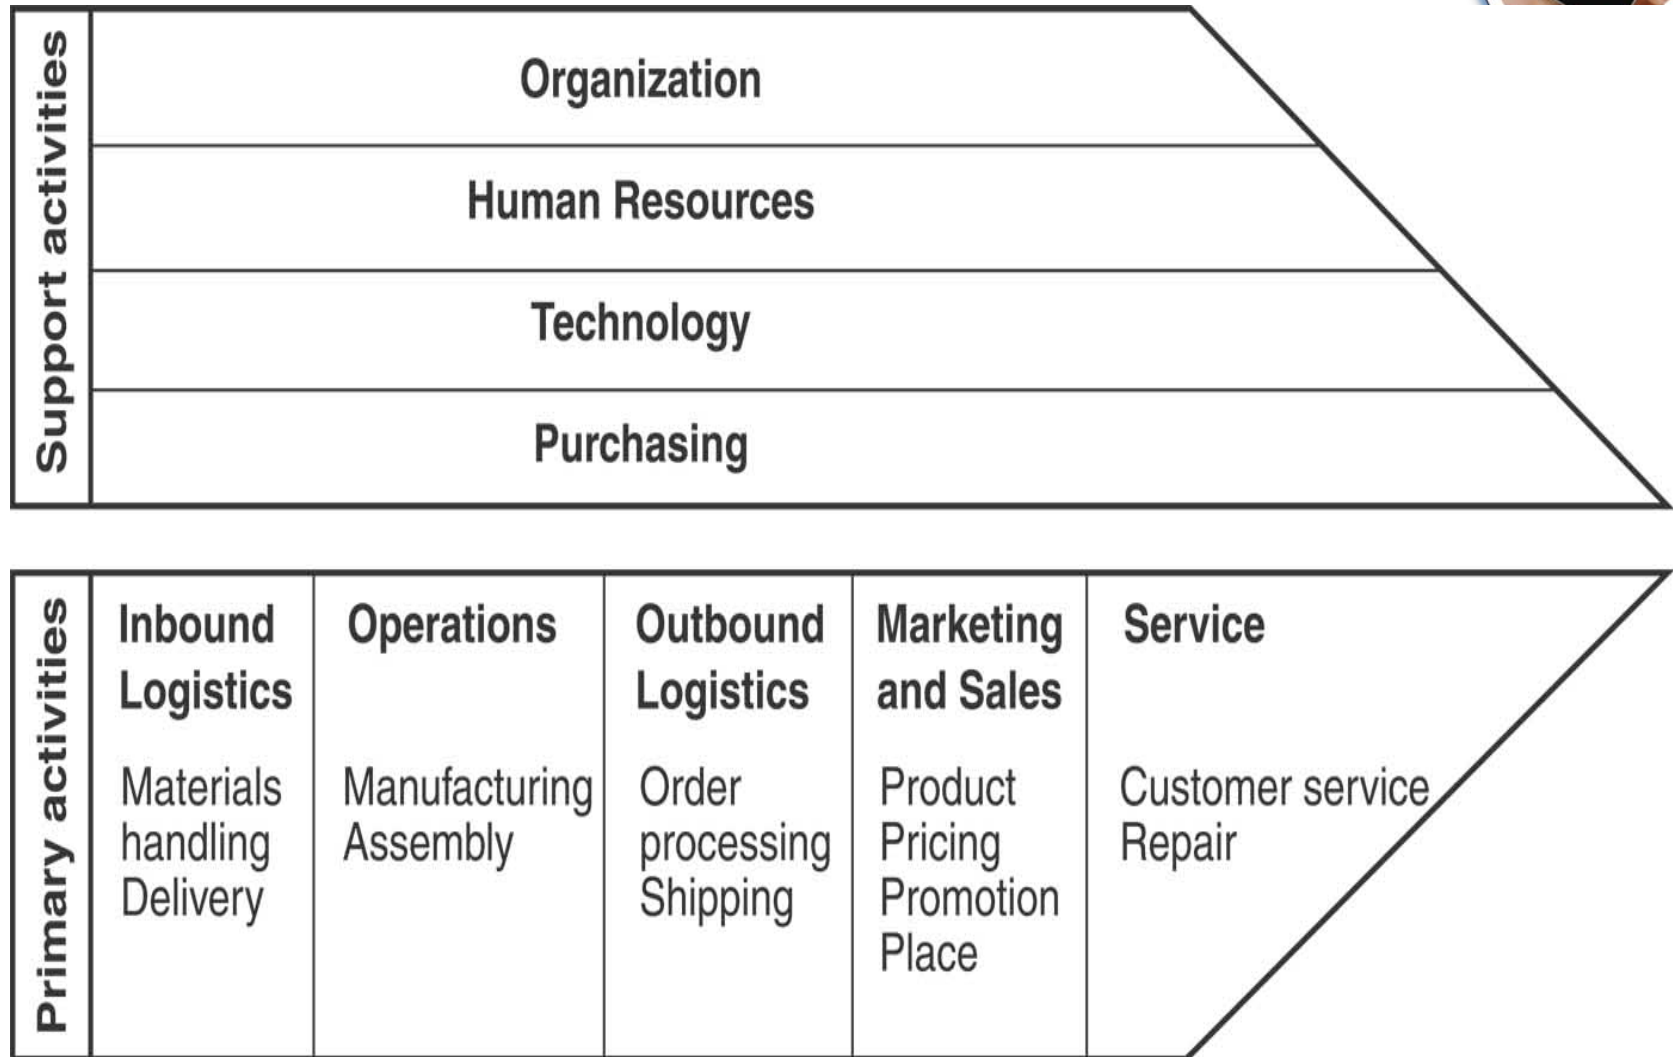 Support activities
Organization
Human Resources
Technology
Purchasing
Primary activities
Inbound
Logistics
Materials
handling
Delivery
Operations
Manufacturing
Assembly
Outbound
Logistics
Order
processing
Shipping
Marketing
and Sales
Product
Pricing
Promotion
Place
Service
Customer service
Repair